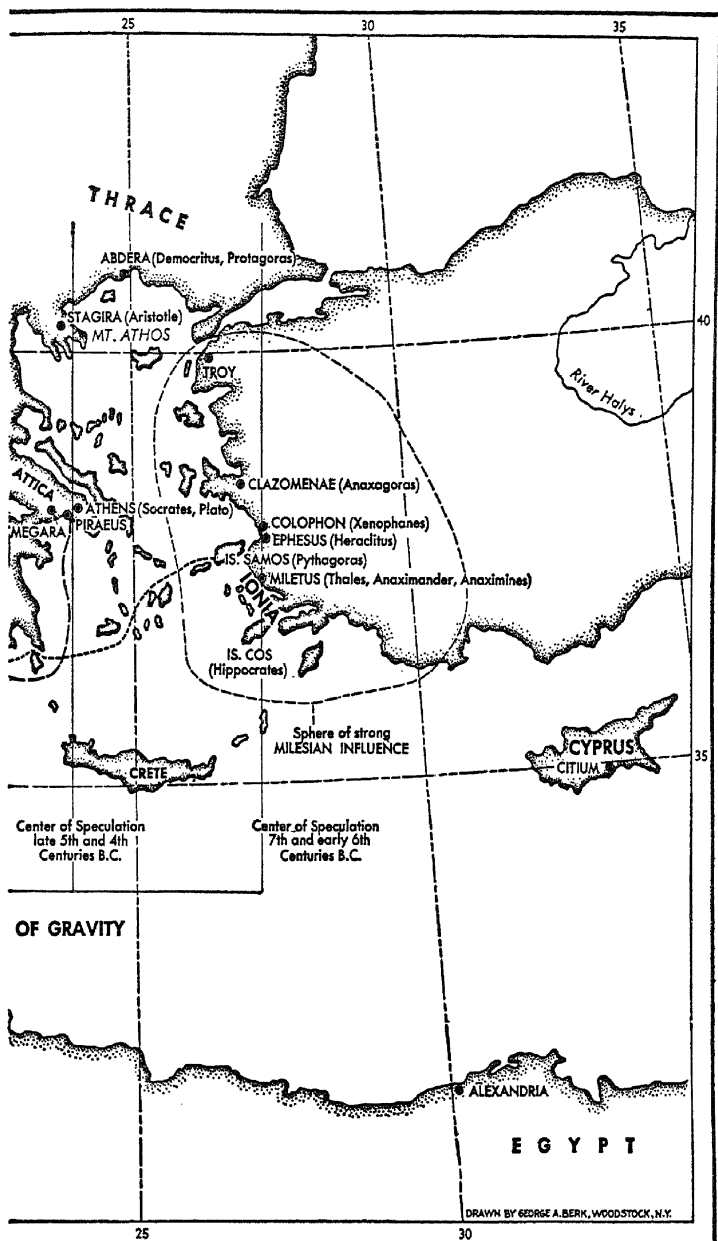 25 30 35
THRACE
ABDERA (Democritus, Protagoras)
STAGIRA (Aristotle)
MT. ATHOS
40
TROY
River Halys
CLAZOMENAE (Anaxagoras)
ATTICA
ATHENS (Socrates, Plato)
PIRAEUS
MEGARA
COLOPHON (Xenophanes)
EPHESUS (Heraclitus)
IS. SAMOS (Pythagoras)
MILETUS (Thales, Anaximander, Anaximines)
IONIA
IS. COS
(Hippocrates)
Sphere of strong
MILESIAN INFLUENCE
CRETE
CYPRUS
CITIUM
35
Center of Speculation
late 5th and 4th
Centuries B.C.
Center of Speculation
7th and early 6th
Centuries B.C.
OF GRAVITY
ALEXANDRIA
EGYPT
DRAWN BY GEORGE A. BERK, WOODSTOCK, N.Y.
25 30